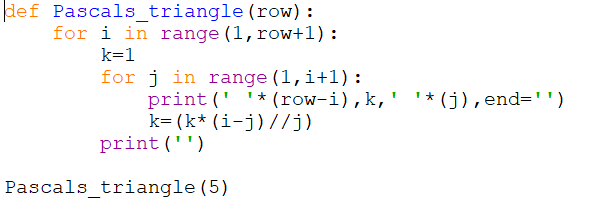 def Pascals_triangle(row):
    for i in range(1,row+1):
        k=1
        for j in range(1,i+1):
            print(' '*(row-i),k,' '*(j),end='')
            k=(k*(i-j)//j)
        print('')

Pascals_triangle(5)